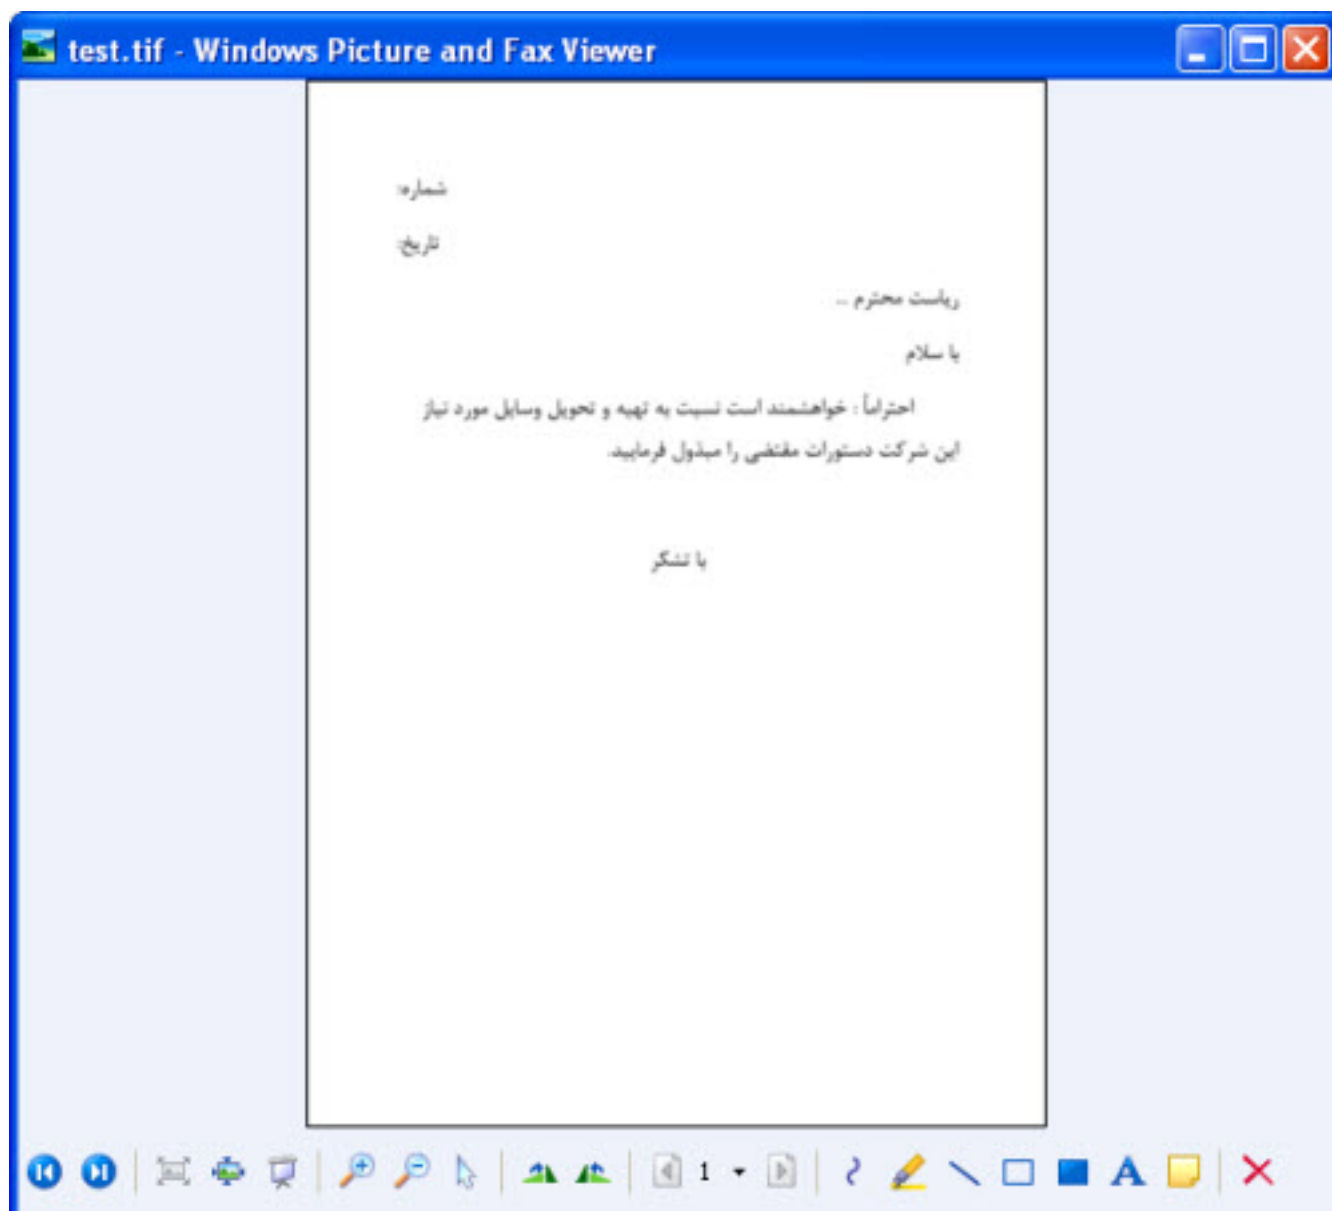 test.tif - Windows Picture and Fax Viewer
شماره:
تاریخ:
ریاست محترم ...
با سلام
احتراماً : خواهشمند است نسبت به تهیه و تحویل وسایل مورد نیاز
این شرکت دستورات مقتضی را مبذول فرمایید.
با تشکر
1